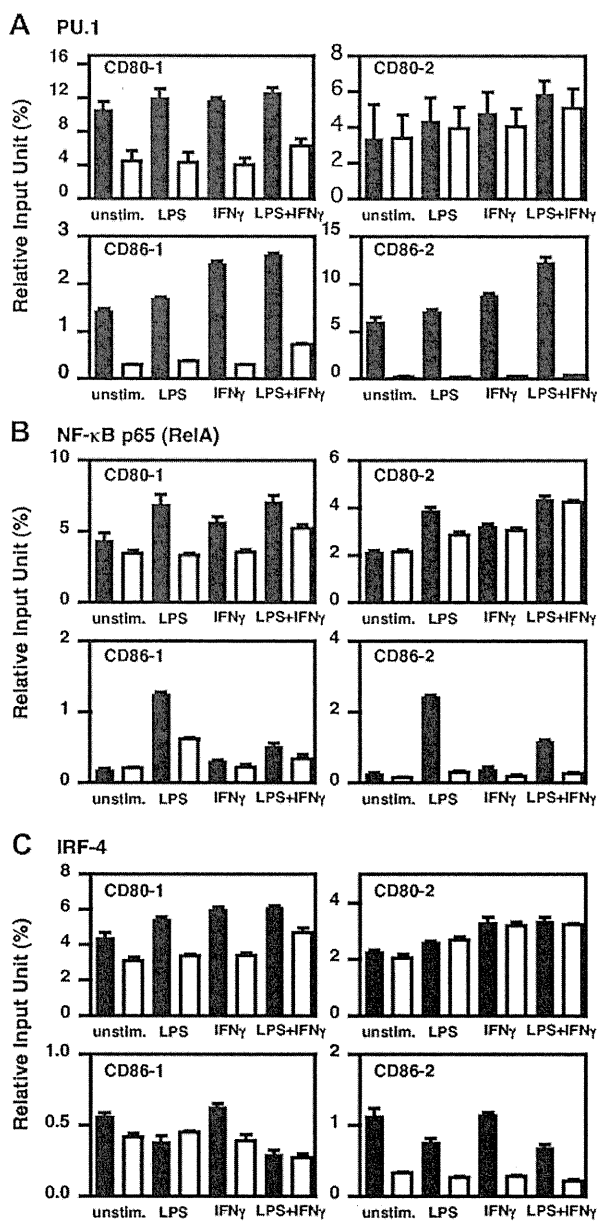 A PU.1
Relative Input Unit (%)
CD80-1
16
12
8
4
0
unstim. LPS IFNγ LPS+IFNγ
CD80-2
8
6
4
2
0
unstim. LPS IFNγ LPS+IFNγ
CD86-1
3
2
1
0
unstim. LPS IFNγ LPS+IFNγ
CD86-2
15
10
5
0
unstim. LPS IFNγ LPS+IFNγ
B NF-κB p65 (RelA)
Relative Input Unit (%)
CD80-1
10
5
0
unstim. LPS IFNγ LPS+IFNγ
CD80-2
6
4
2
0
unstim. LPS IFNγ LPS+IFNγ
CD86-1
2
1
0
unstim. LPS IFNγ LPS+IFNγ
CD86-2
4
2
0
unstim. LPS IFNγ LPS+IFNγ
C IRF-4
Relative Input Unit (%)
CD80-1
8
6
4
2
0
unstim. LPS IFNγ LPS+IFNγ
CD80-2
4
2
0
unstim. LPS IFNγ LPS+IFNγ
CD86-1
1.0
0.5
0.0
unstim. LPS IFNγ LPS+IFNγ
CD86-2
2
1
0
unstim. LPS IFNγ LPS+IFNγ